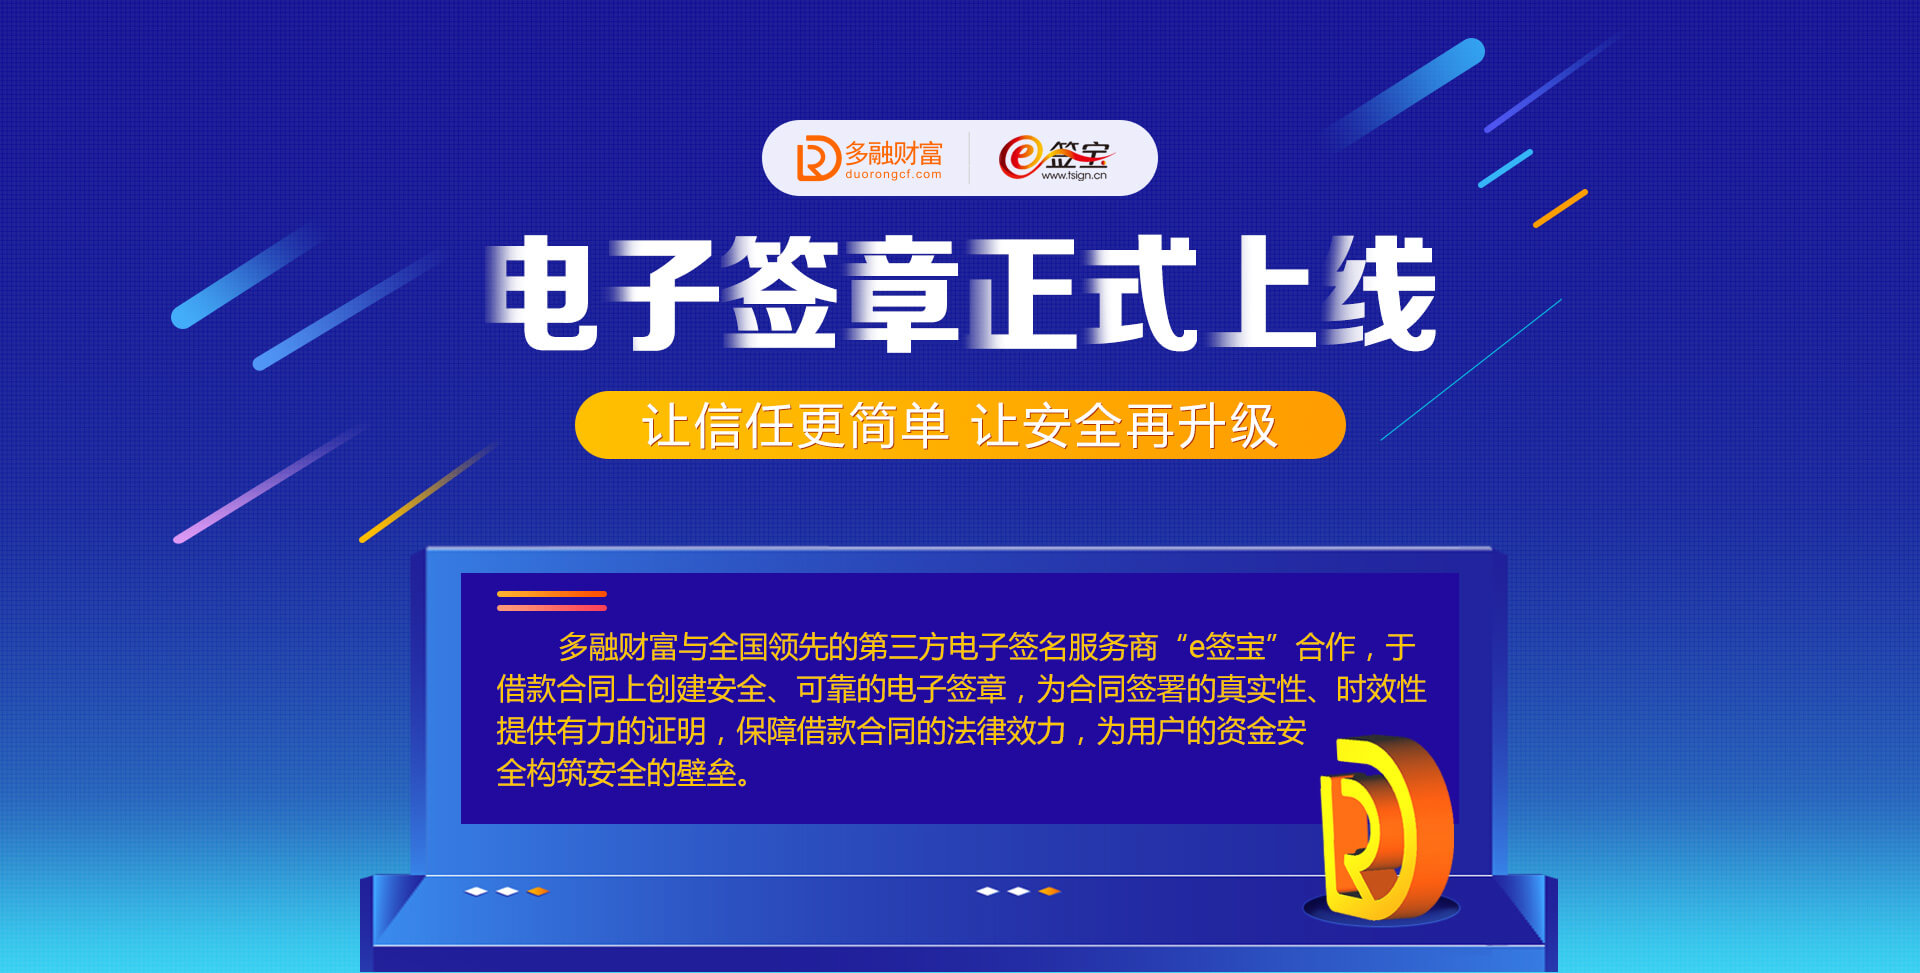 多融财富
duorongcf.com
e签宝
www.tsign.cn
电子签章正式上线
让信任更简单 让安全再升级
多融财富与全国领先的第三方电子签名服务商“e签宝”合作，于
借款合同上创建安全、可靠的电子签章，为合同签署的真实性、时效性
提供有力的证明，保障借款合同的法律效力，为用户的资金安
全构筑安全的壁垒。